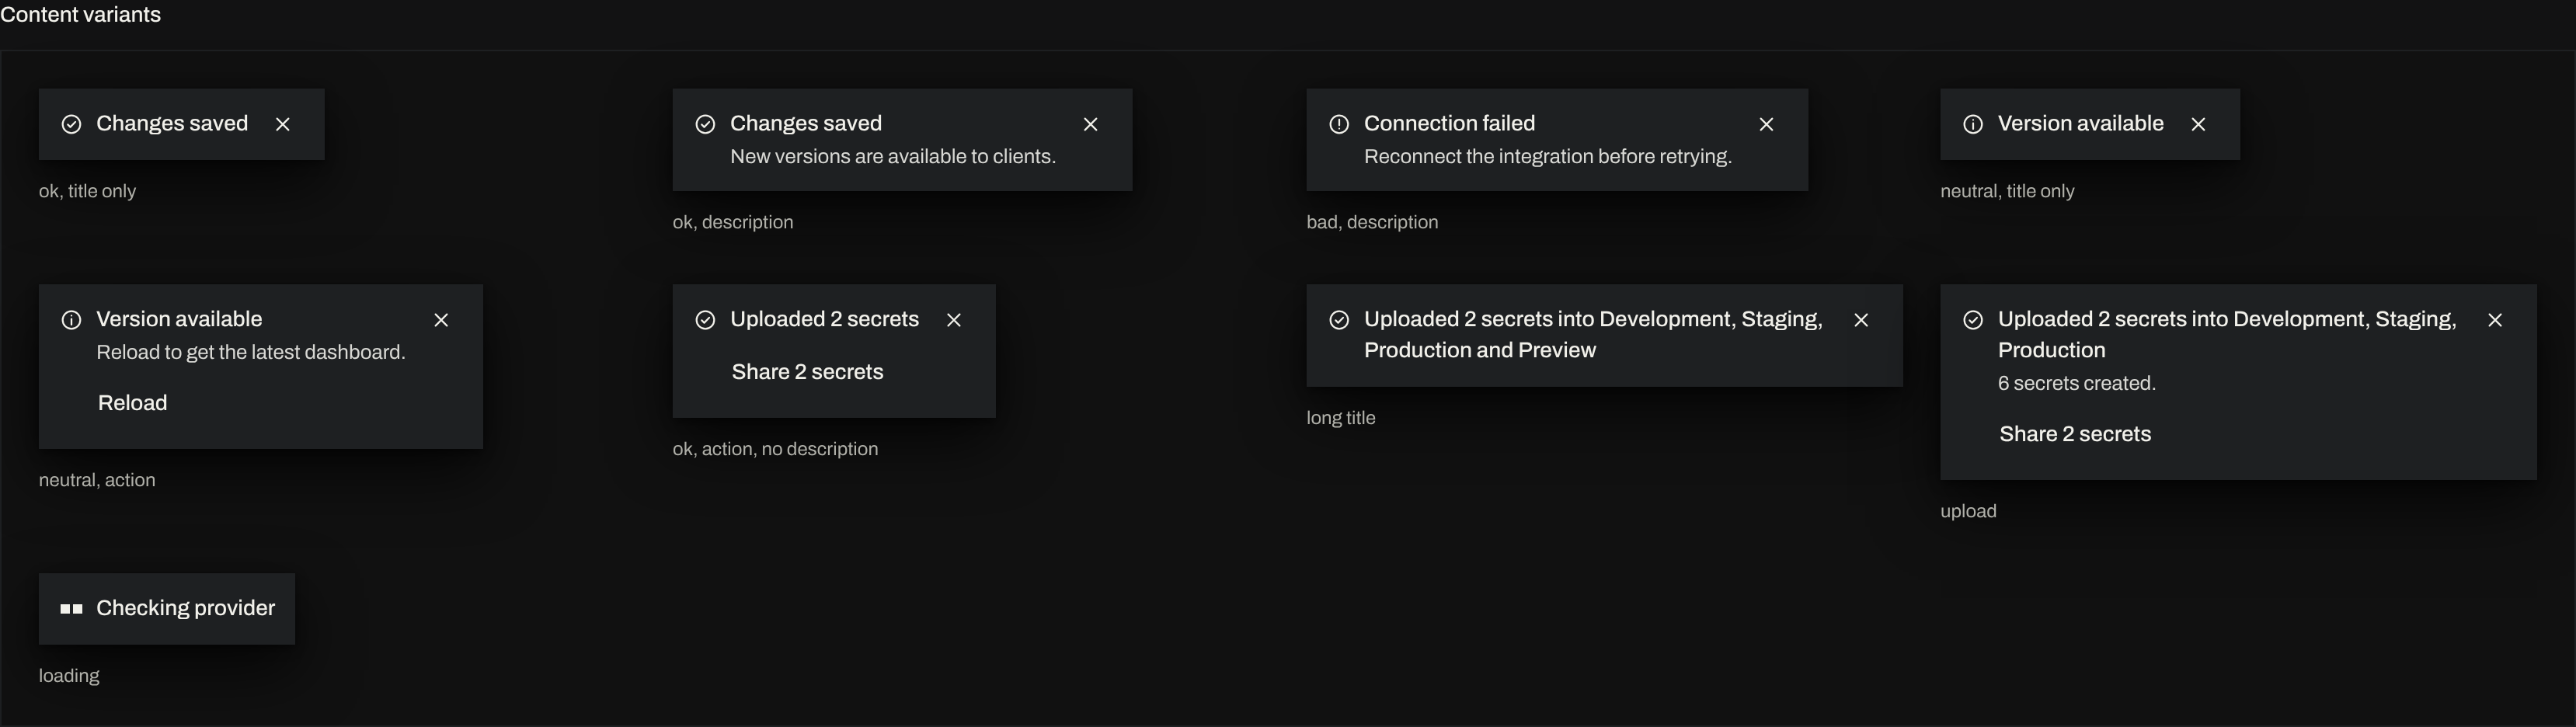 Content variants
Changes saved
ok, title only
Changes saved
New versions are available to clients.
ok, description
Connection failed
Reconnect the integration before retrying.
bad, description
Version available
neutral, title only
Version available
Reload to get the latest dashboard.
Reload
neutral, action
Uploaded 2 secrets
Share 2 secrets
ok, action, no description
Uploaded 2 secrets into Development, Staging,
Production and Preview
long title
Uploaded 2 secrets into Development, Staging,
Production
6 secrets created.
Share 2 secrets
upload
Checking provider
loading